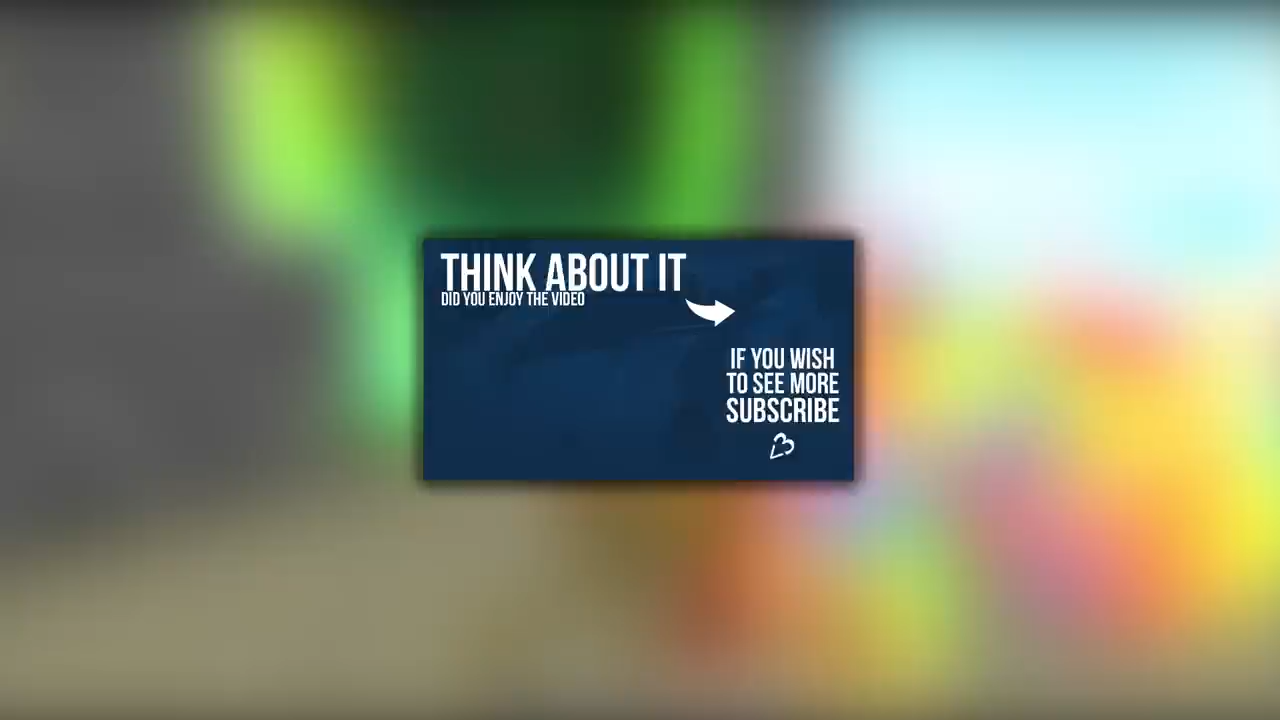 THINK ABOUT IT
DID YOU ENJOY THE VIDEO
IF YOU WISH
TO SEE MORE
SUBSCRIBE